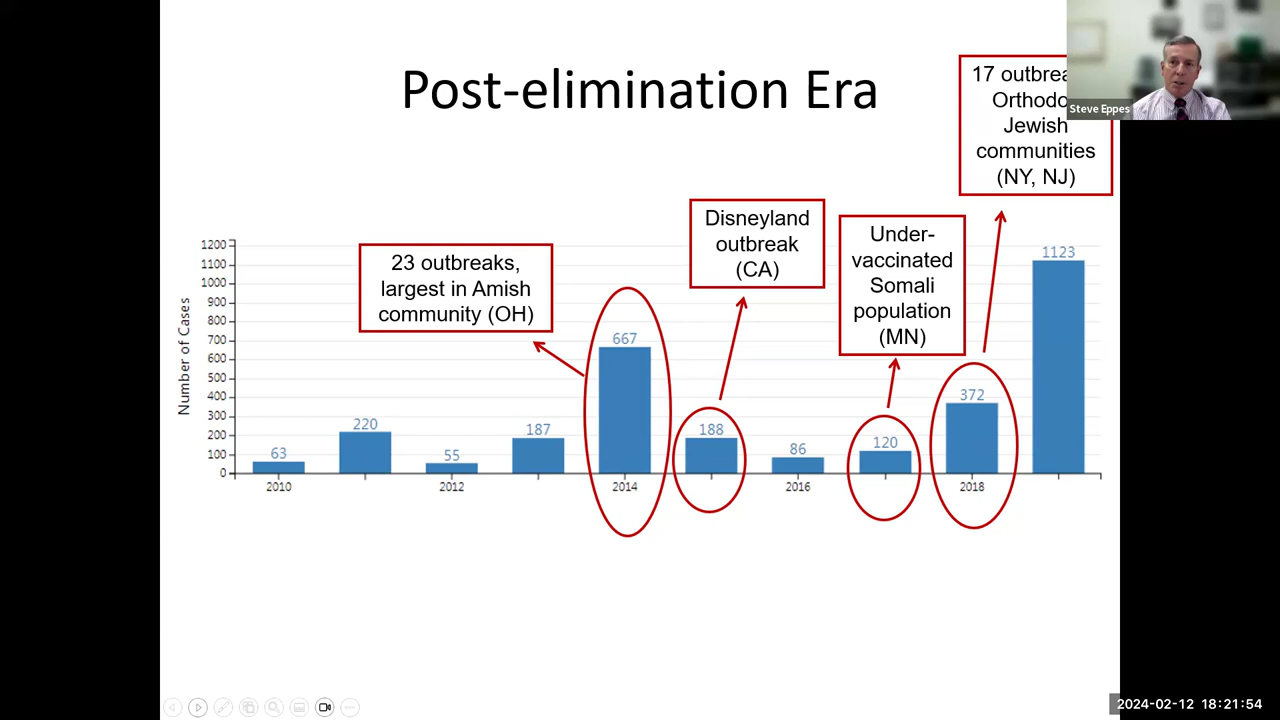 Post-elimination Era
17
Orthodo
Jewish
communities
(NY, NJ)
Steve Eppes
Disneyland
outbreak
(CA)
Under-
vaccinated
Somali
population
(MN)
23 outbreaks,
largest in Amish
community (OH)
Number of Cases
1200
1100
1000
900
800
700
600
500
400
300
200
100
0
63
220
55
187
667
188
86
120
372
1123
2010
2012
2014
2016
2018
2024-02-12 18:21:54